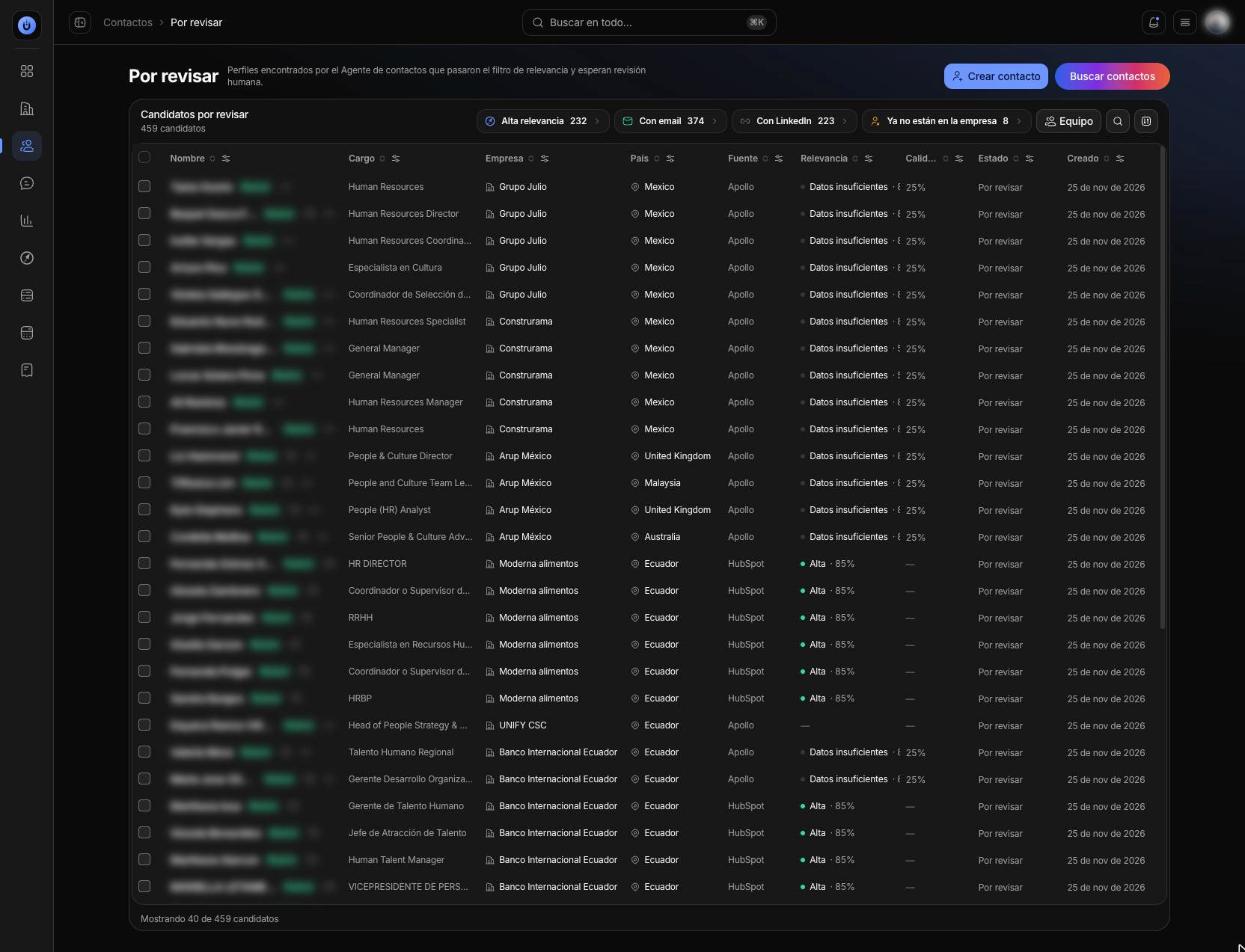 Contactos > Por revisar
Buscar en todo...
⌘K
Por revisar
Perfiles encontrados por el Agente de contactos que pasaron el filtro de relevancia y esperan revisión
humana.
Crear contacto
Buscar contactos
Candidatos por revisar
459 candidatos
Alta relevancia 232 >
Con email 374 >
Con LinkedIn 223 >
Ya no están en la empresa 8 >
Equipo
Nombre Cargo Empresa País Fuente Relevancia Calid... Estado Creado
Human Resources Grupo Julio Mexico Apollo Datos insuficientes · 25% Por revisar 25 de nov de 2026
Human Resources Director Grupo Julio Mexico Apollo Datos insuficientes · 25% Por revisar 25 de nov de 2026
Human Resources Coordina... Grupo Julio Mexico Apollo Datos insuficientes · 25% Por revisar 25 de nov de 2026
Especialista en Cultura Grupo Julio Mexico Apollo Datos insuficientes · 25% Por revisar 25 de nov de 2026
Coordinador de Selección d... Grupo Julio Mexico Apollo Datos insuficientes · 25% Por revisar 25 de nov de 2026
Human Resources Specialist Construrama Mexico Apollo Datos insuficientes · 25% Por revisar 25 de nov de 2026
General Manager Construrama Mexico Apollo Datos insuficientes · 25% Por revisar 25 de nov de 2026
General Manager Construrama Mexico Apollo Datos insuficientes · 25% Por revisar 25 de nov de 2026
Human Resources Manager Construrama Mexico Apollo Datos insuficientes · 25% Por revisar 25 de nov de 2026
Human Resources Construrama Mexico Apollo Datos insuficientes · 25% Por revisar 25 de nov de 2026
People & Culture Director Arup México United Kingdom Apollo Datos insuficientes · 25% Por revisar 25 de nov de 2026
People and Culture Team Le... Arup México Malaysia Apollo Datos insuficientes · 25% Por revisar 25 de nov de 2026
People (HR) Analyst Arup México United Kingdom Apollo Datos insuficientes · 25% Por revisar 25 de nov de 2026
Senior People & Culture Adv... Arup México Australia Apollo Datos insuficientes · 25% Por revisar 25 de nov de 2026
HR DIRECTOR Moderna alimentos Ecuador HubSpot Alta · 85% — Por revisar 25 de nov de 2026
Coordinador o Supervisor d... Moderna alimentos Ecuador HubSpot Alta · 85% — Por revisar 25 de nov de 2026
RRHH Moderna alimentos Ecuador HubSpot Alta · 85% — Por revisar 25 de nov de 2026
Especialista en Recursos Hu... Moderna alimentos Ecuador HubSpot Alta · 85% — Por revisar 25 de nov de 2026
Coordinador o Supervisor d... Moderna alimentos Ecuador HubSpot Alta · 85% — Por revisar 25 de nov de 2026
HRBP Moderna alimentos Ecuador HubSpot Alta · 85% — Por revisar 25 de nov de 2026
Head of People Strategy & ... UNIFY CSC Ecuador Apollo — — Por revisar 25 de nov de 2026
Talento Humano Regional Banco Internacional Ecuador Ecuador Apollo Datos insuficientes · 25% Por revisar 25 de nov de 2026
Gerente Desarrollo Organiza... Banco Internacional Ecuador Ecuador Apollo Datos insuficientes · 25% Por revisar 25 de nov de 2026
Gerente de Talento Humano Banco Internacional Ecuador Ecuador HubSpot Alta · 85% — Por revisar 25 de nov de 2026
Jefe de Atracción de Talento Banco Internacional Ecuador Ecuador HubSpot Alta · 85% — Por revisar 25 de nov de 2026
Human Talent Manager Banco Internacional Ecuador Ecuador HubSpot Alta · 85% — Por revisar 25 de nov de 2026
VICEPRESIDENTE DE PERS... Banco Internacional Ecuador Ecuador HubSpot Alta · 85% — Por revisar 25 de nov de 2026
Mostrando 40 de 459 candidatos